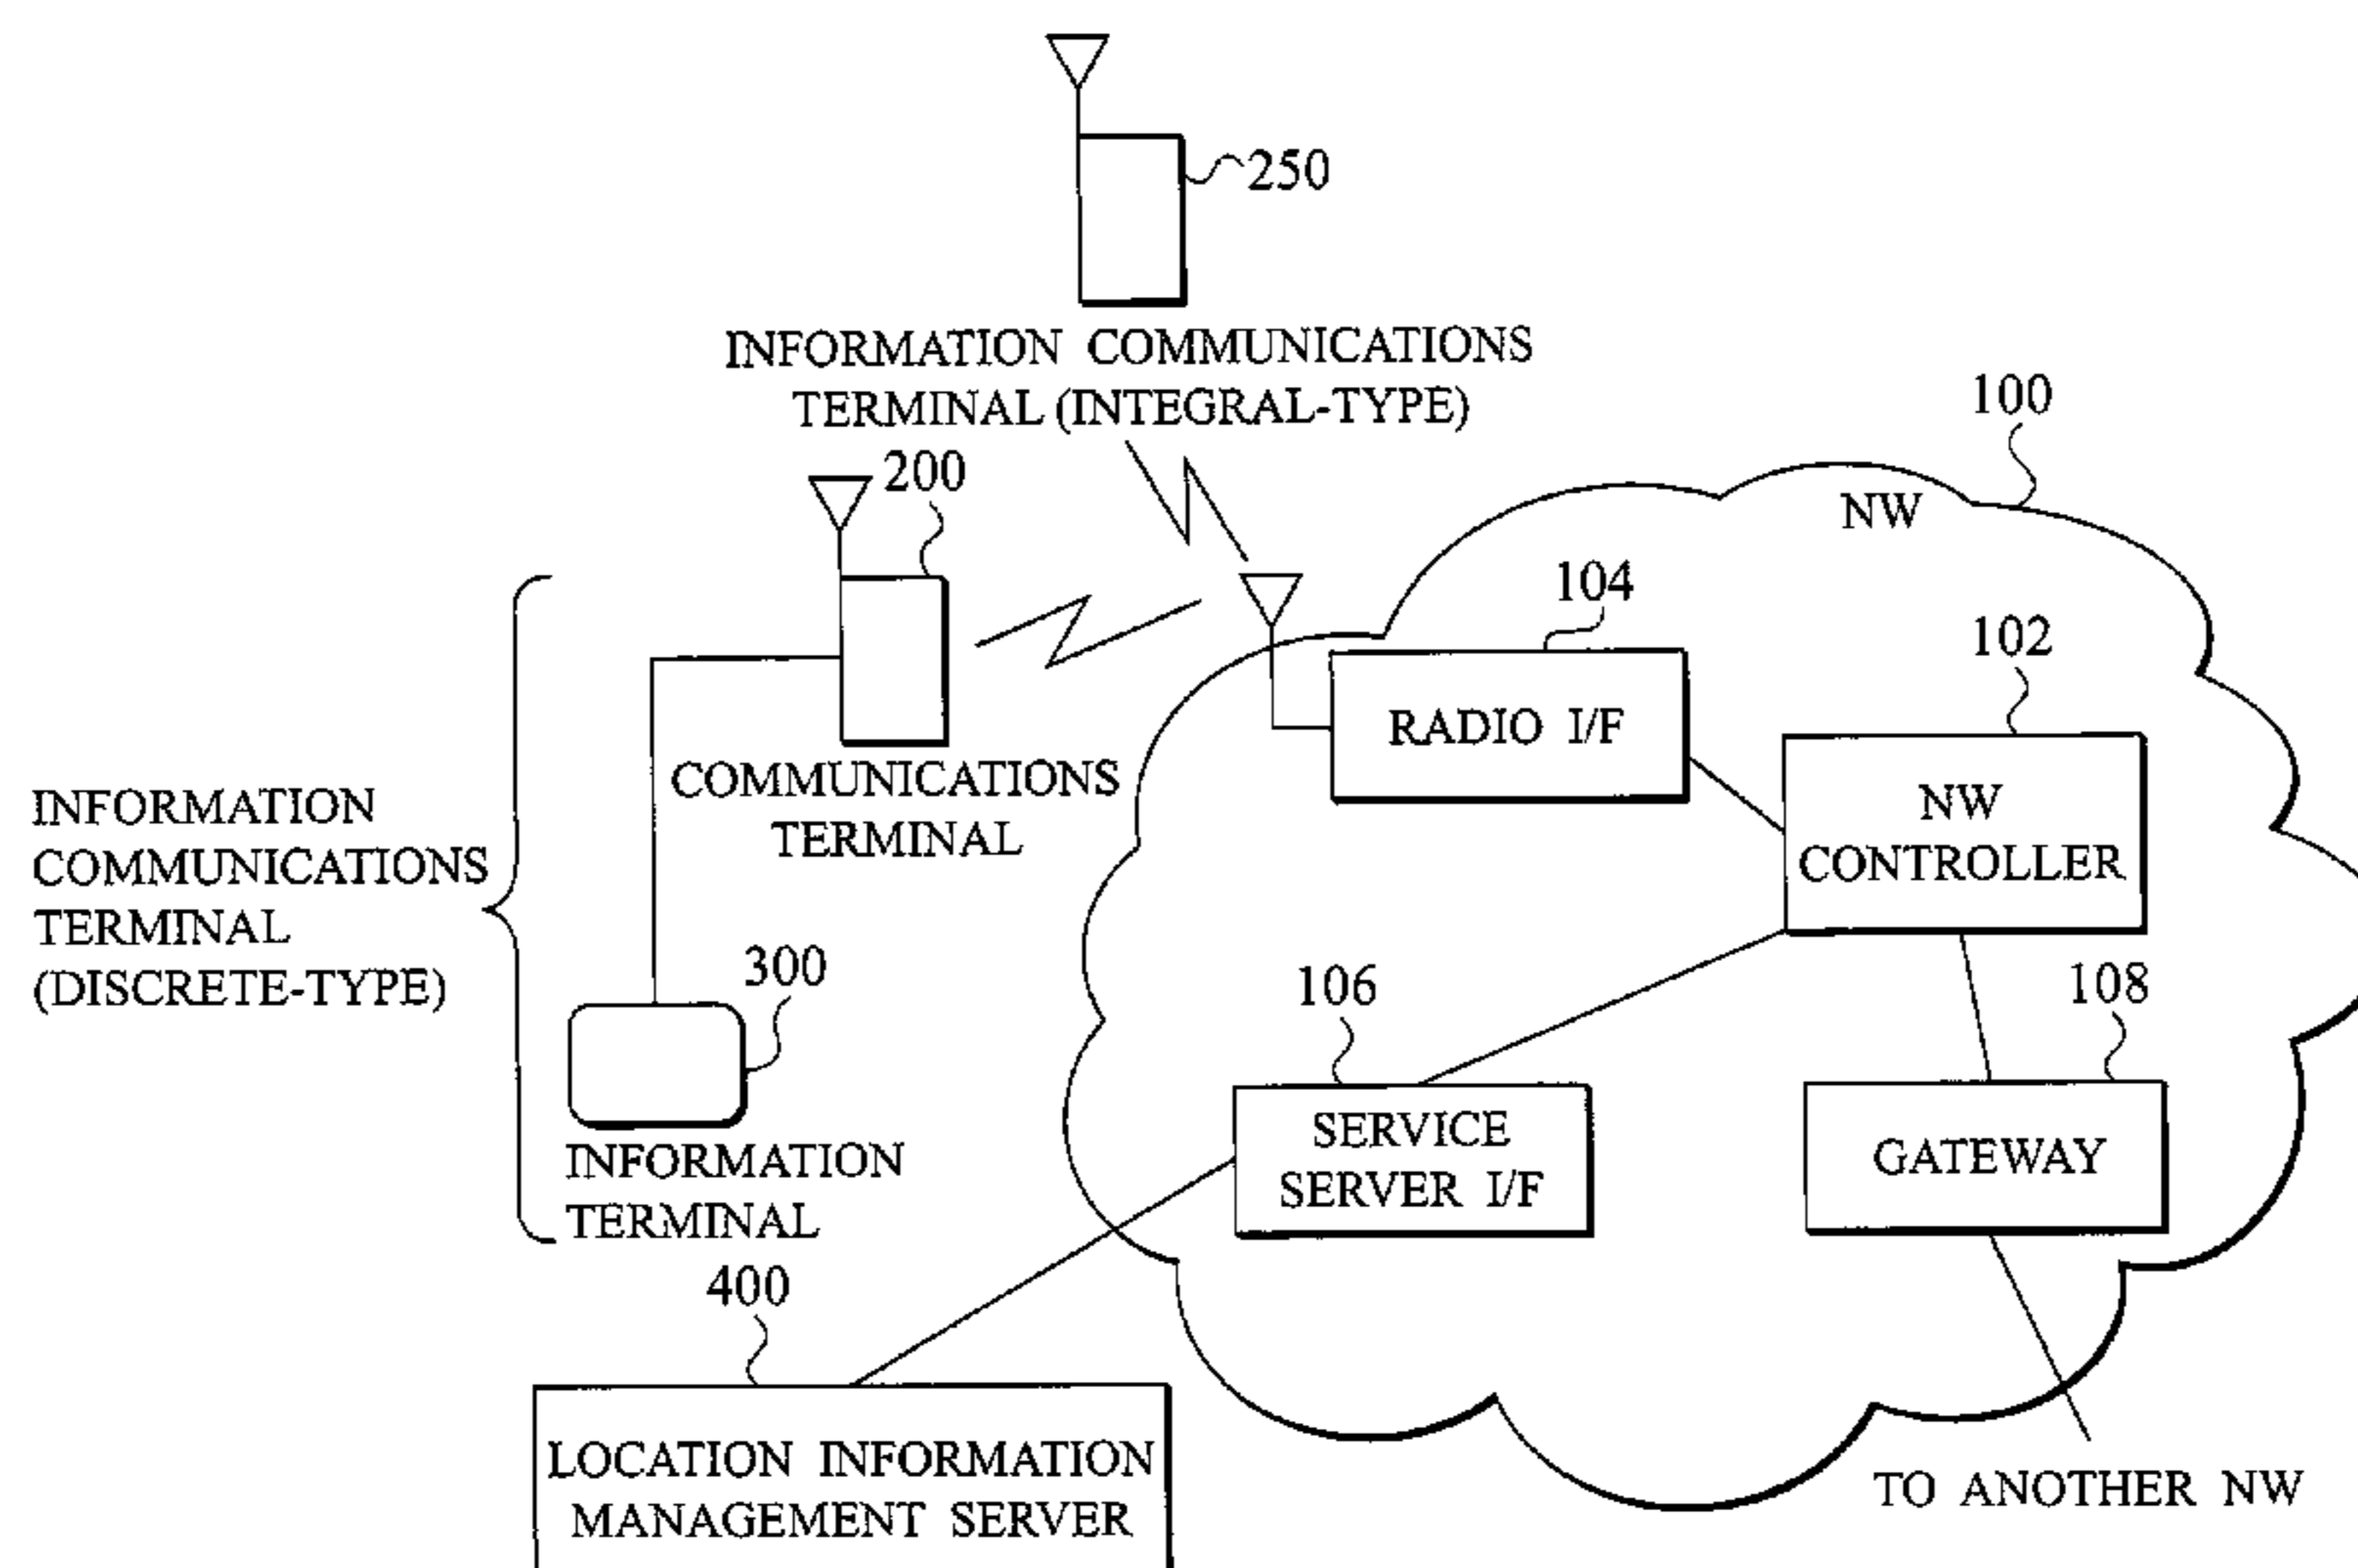 250
INFORMATION COMMUNICATIONS
TERMINAL (INTEGRAL-TYPE)
100
NW
200
104
102
RADIO I/F
NW
CONTROLLER
COMMUNICATIONS
TERMINAL
INFORMATION
COMMUNICATIONS
TERMINAL
(DISCRETE-TYPE)
300
106
108
SERVICE
SERVER I/F
GATEWAY
INFORMATION
TERMINAL
400
LOCATION INFORMATION
MANAGEMENT SERVER
TO ANOTHER NW